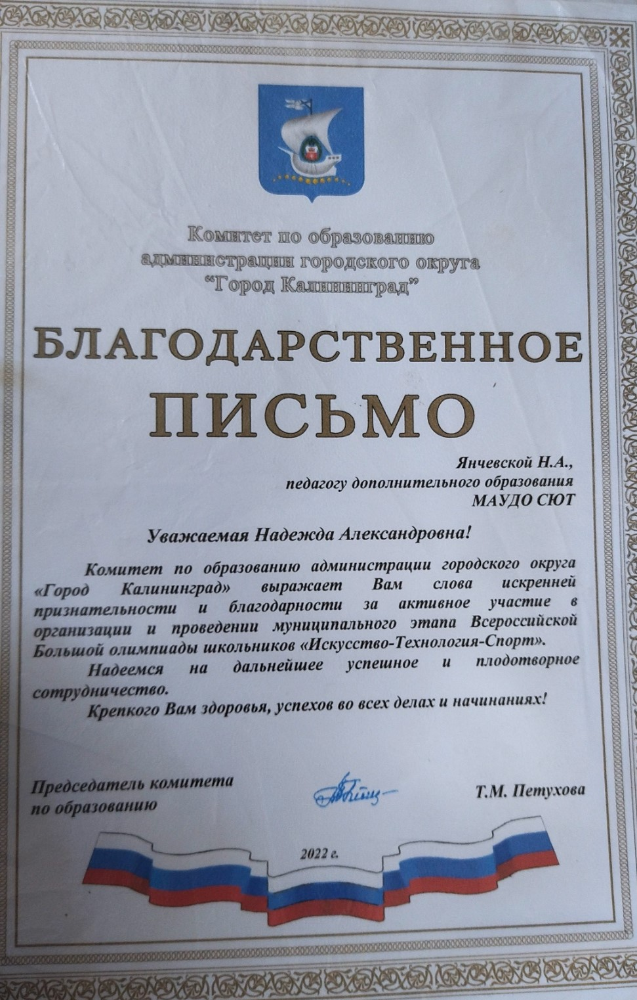 Комитет по образованию
администрации городского округа
“Город Калининград”
БЛАГОДАРСТВЕННОЕ
ПИСЬМО
Янчевской Н.А.,
педагогу дополнительного образования
МАУДО СЮТ
Уважаемая Надежда Александровна!
Комитет по образованию администрации городского округа
«Город Калининград» выражает Вам слова искренней
признательности и благодарности за активное участие в
организации и проведении муниципального этапа Всероссийской
Большой олимпиады школьников «Искусство-Технология-Спорт».
Надеемся на дальнейшее успешное и плодотворное
сотрудничество.
Крепкого Вам здоровья, успехов во всех делах и начинаниях!
Председатель комитета
по образованию
Т.М. Петухова
2022 г.